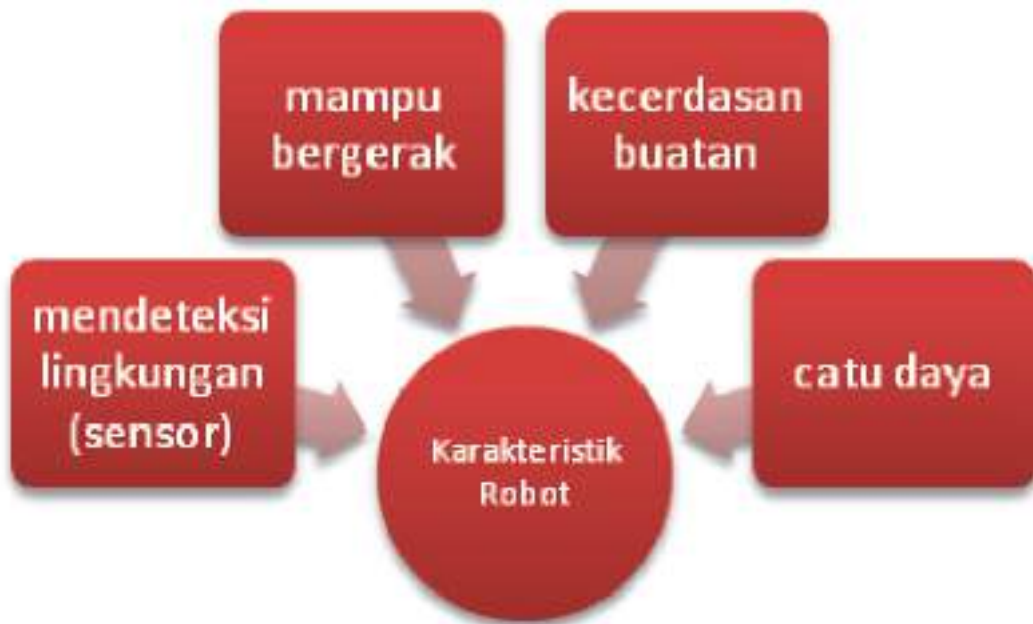 mampu
bergerak
kecerdasan
buatan
mendeteksi
lingkungan
(sensor)
catu daya
Karakteristik
Robot